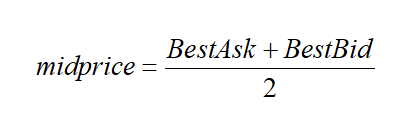 midprice = (BestAsk + BestBid) / 2